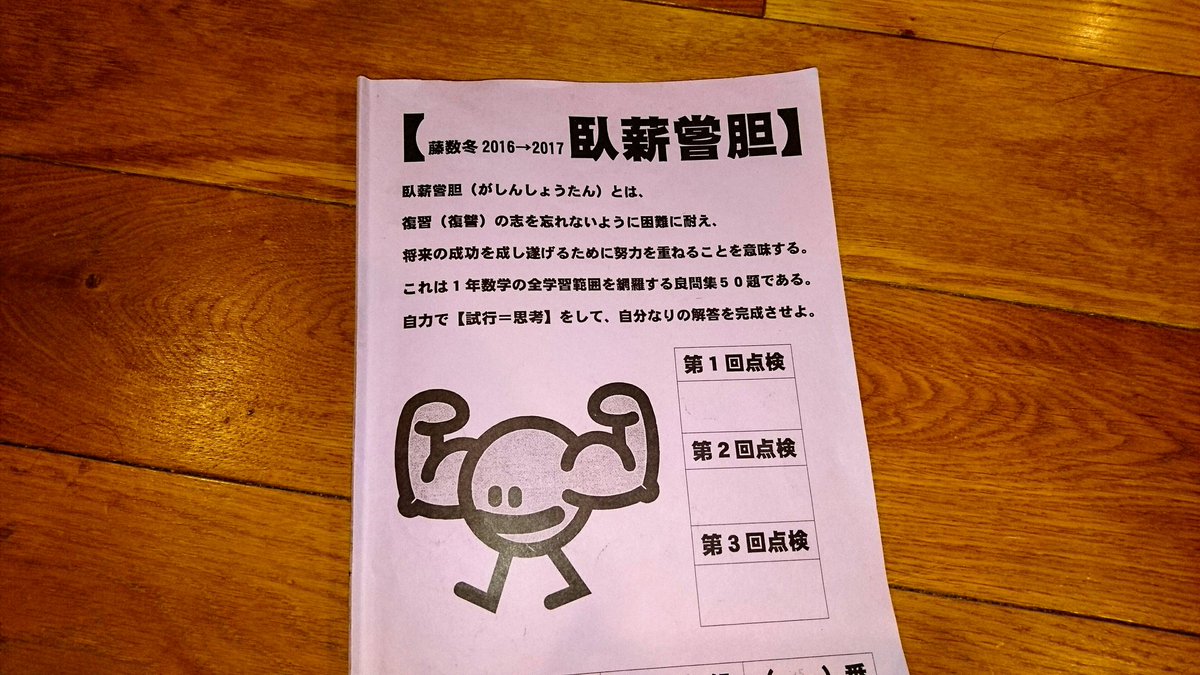 【藤数冬2016→2017 臥薪嘗胆】
臥薪嘗胆（がしんしょうたん）とは、
復習（復讐）の志を忘れないように困難に耐え、
将来の成功を成し遂げるために努力を重ねることを意味する。
これは１年数学の全学習範囲を網羅する良問集５０題である。
自力で【試行＝思考】をして、自分なりの解答を完成させよ。
第１回点検
第２回点検
第３回点検